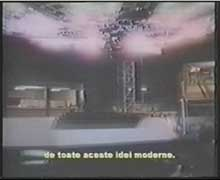 de toate aceste idei moderne.